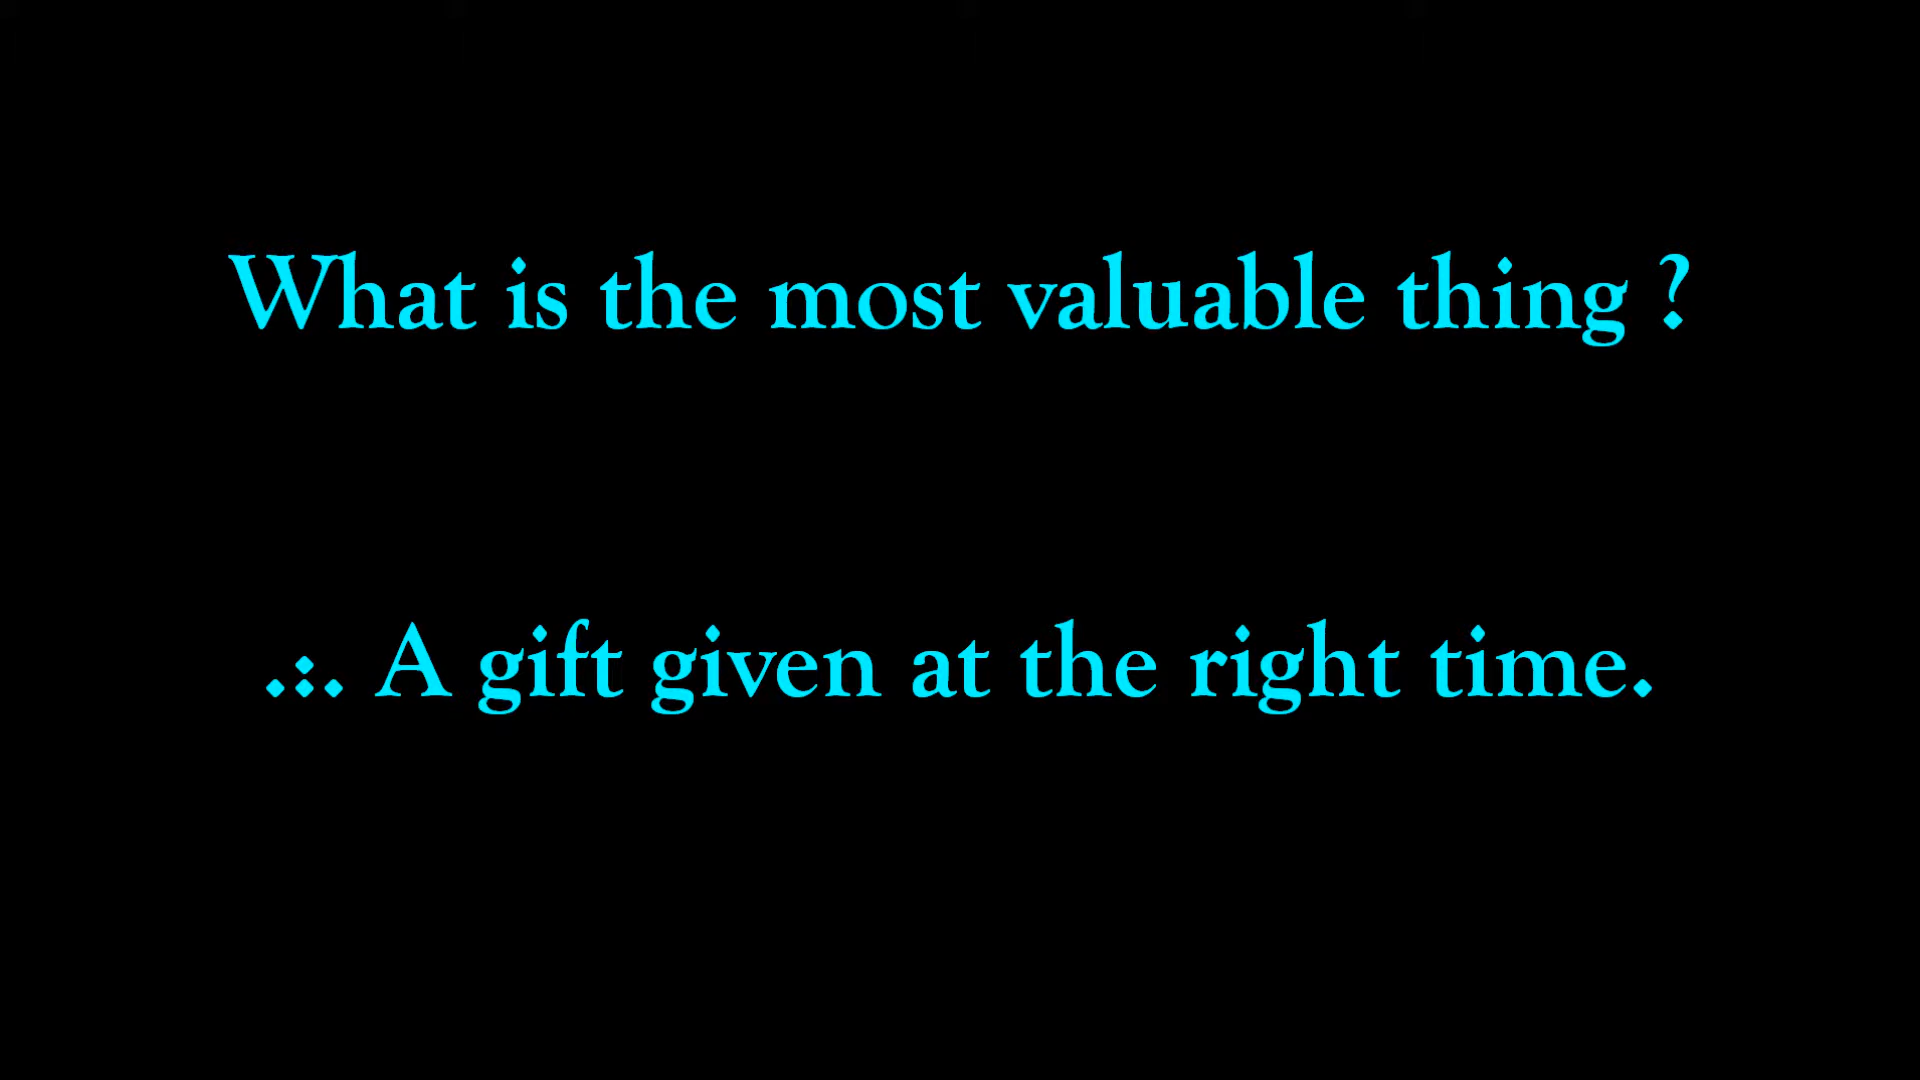 What is the most valuable thing ?
.:. A gift given at the right time.